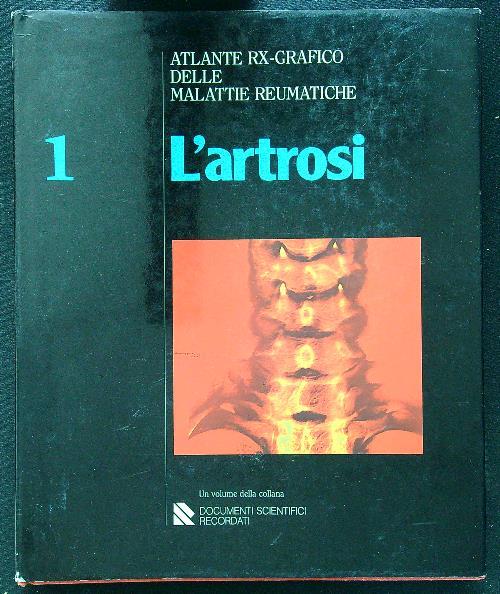 ATLANTE RX-GRAFICO
DELLE
MALATTIE REUMATICHE
1
L'artrosi
Un volume della collana
DOCUMENTI SCIENTIFICI
RECORDATI